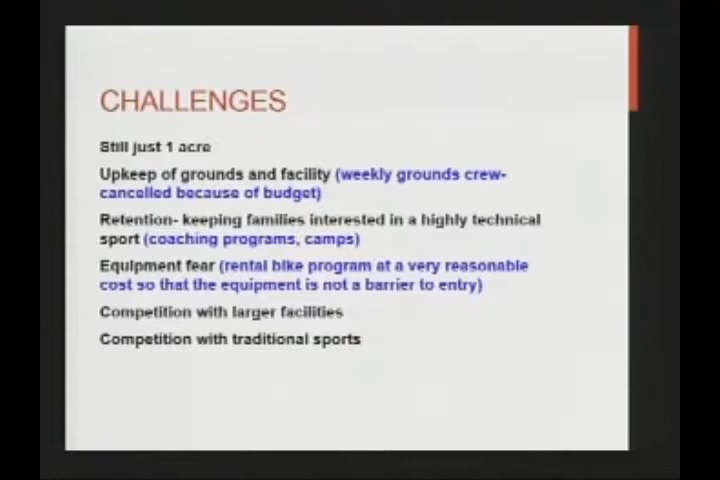 CHALLENGES
Still just 1 acre
Upkeep of grounds and facility (weekly grounds crew-
cancelled because of budget)
Retention- keeping families interested in a highly technical
sport (coaching programs, camps)
Equipment fear (rental bike program at a very reasonable
cost so that the equipment is not a barrier to entry)
Competition with larger facilities
Competition with traditional sports